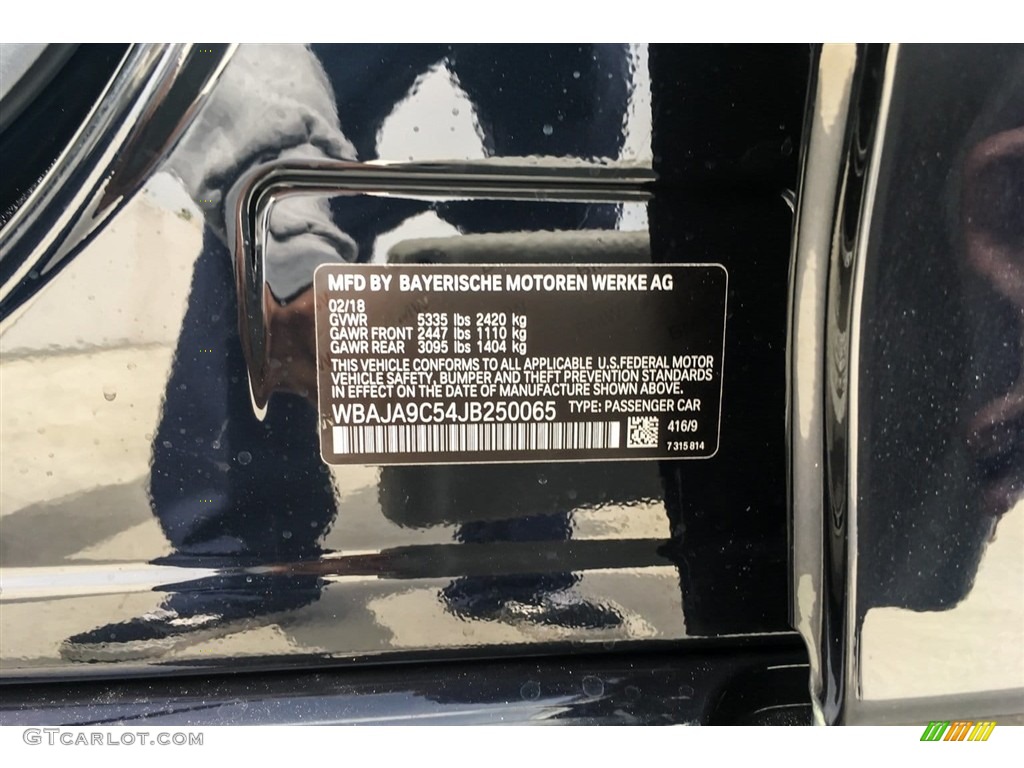 MFD BY BAYERISCHE MOTOREN WERKE AG
02/18
GVWR 5335 lbs 2420 kg
GAWR FRONT 2447 lbs 1110 kg
GAWR REAR 3095 lbs 1404 kg
THIS VEHICLE CONFORMS TO ALL APPLICABLE U.S.FEDERAL MOTOR
VEHICLE SAFETY, BUMPER AND THEFT PREVENTION STANDARDS
IN EFFECT ON THE DATE OF MANUFACTURE SHOWN ABOVE.
WBAJA9C54JB250065 TYPE: PASSENGER CAR
416/9
7 315 814
GTcarlot.com